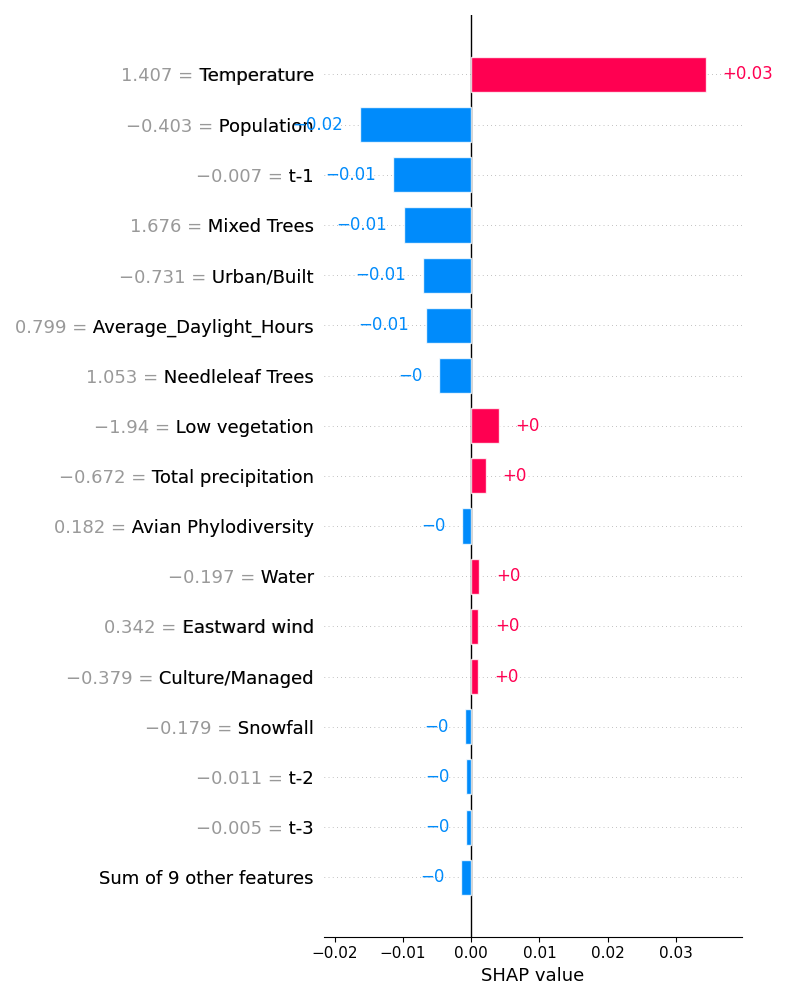 1.407 = Temperature +0.03
−0.403 = Population −0.02
−0.007 = t-1 −0.01
1.676 = Mixed Trees −0.01
−0.731 = Urban/Built −0.01
0.799 = Average_Daylight_Hours −0.01
1.053 = Needleleaf Trees −0
−1.94 = Low vegetation +0
−0.672 = Total precipitation +0
0.182 = Avian Phylodiversity −0
−0.197 = Water +0
0.342 = Eastward wind +0
−0.379 = Culture/Managed +0
−0.179 = Snowfall −0
−0.011 = t-2 −0
−0.005 = t-3 −0
Sum of 9 other features −0
−0.02 −0.01 0.00 0.01 0.02 0.03
SHAP value